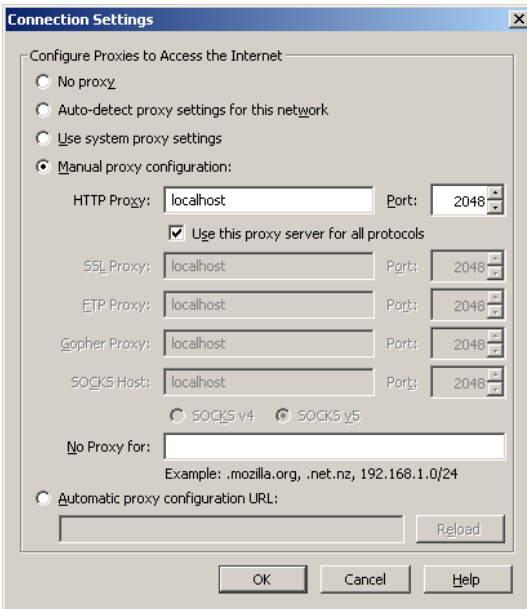 Connection Settings
Configure Proxies to Access the Internet
No proxy
Auto-detect proxy settings for this network
Use system proxy settings
Manual proxy configuration:
HTTP Proxy: localhost Port: 2048
Use this proxy server for all protocols
SSL Proxy: localhost Port: 2048
FTP Proxy: localhost Port: 2048
Gopher Proxy: localhost Port: 2048
SOCKS Host: localhost Port: 2048
SOCKS v4 SOCKS v5
No Proxy for:
Example: .mozilla.org, .net.nz, 192.168.1.0/24
Automatic proxy configuration URL:
Reload
OK Cancel Help